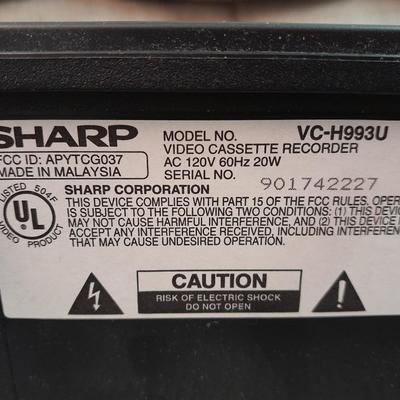 SHARP
FCC ID: APYTCG037
MADE IN MALAYSIA
MODEL NO. VC-H993U
VIDEO CASSETTE RECORDER
AC 120V 60Hz 20W
SERIAL NO. 901742227
LISTED 504F
UL
VIDEO PRODUCT
SHARP CORPORATION
THIS DEVICE COMPLIES WITH PART 15 OF THE FCC RULES. OPER
IS SUBJECT TO THE FOLLOWING TWO CONDITIONS: (1) THIS DEV
MAY NOT CAUSE HARMFUL INTERFERENCE, AND (2) THIS DEVICE M
ACCEPT ANY INTERFERENCE RECEIVED, INCLUDING INTERFEREN
THAT MAY CAUSE UNDESIRED OPERATION.
CAUTION
RISK OF ELECTRIC SHOCK
DO NOT OPEN